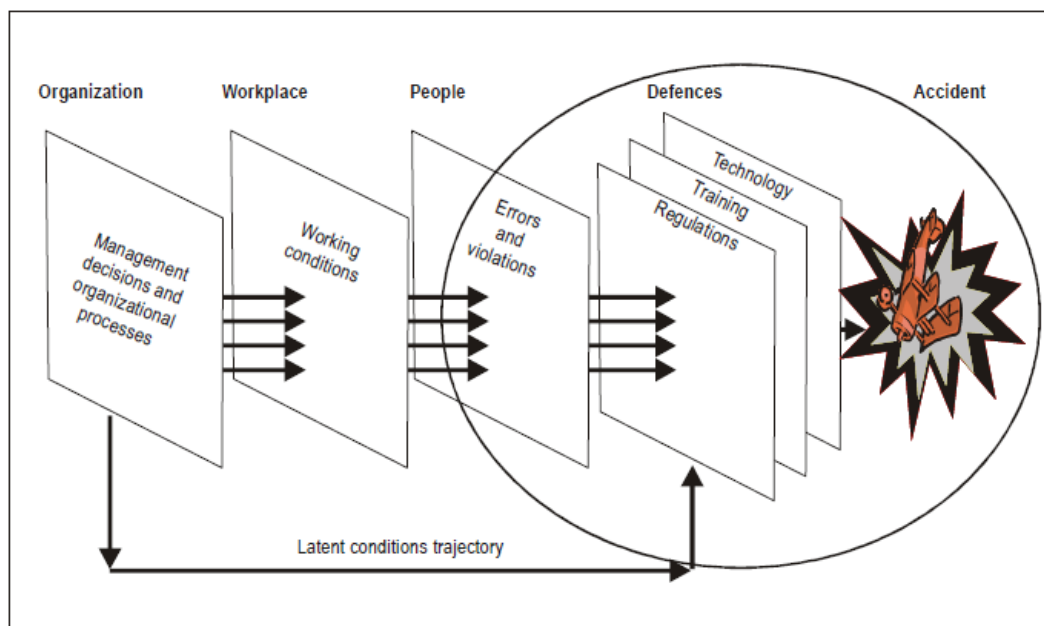 Organization
Workplace
People
Defences
Accident
Management
decisions and
organizational
processes
Working
conditions
Errors
and
violations
Technology
Training
Regulations
Latent conditions trajectory